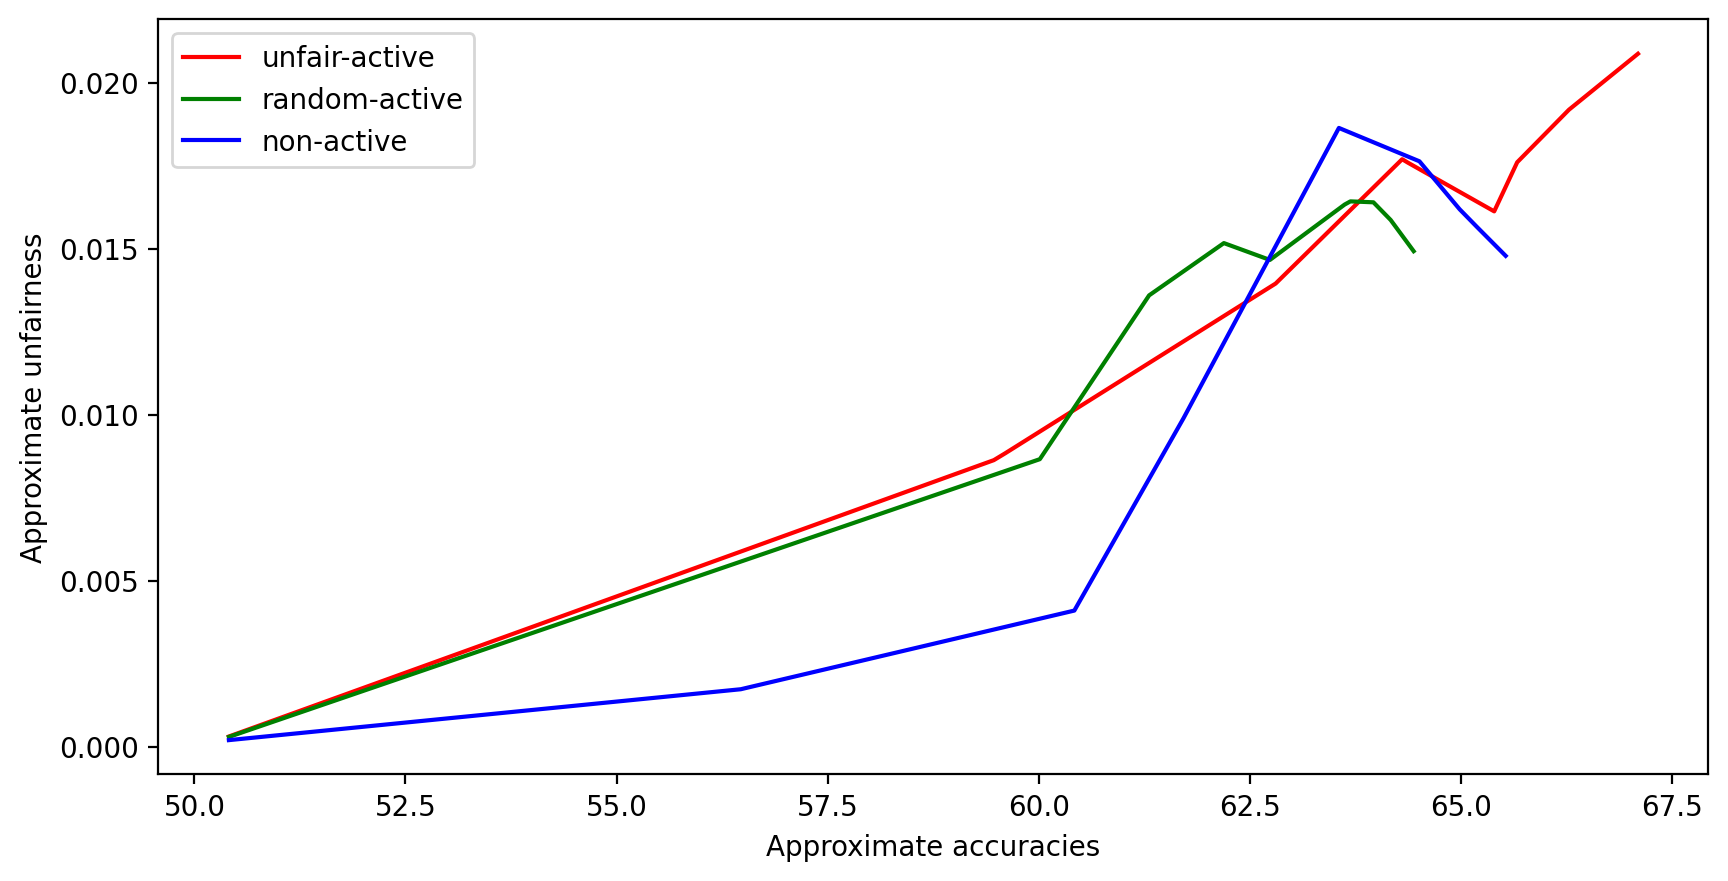 unfair-active
random-active
non-active
Approximate unfairness
0.020
0.015
0.010
0.005
0.000
50.0 52.5 55.0 57.5 60.0 62.5 65.0 67.5
Approximate accuracies